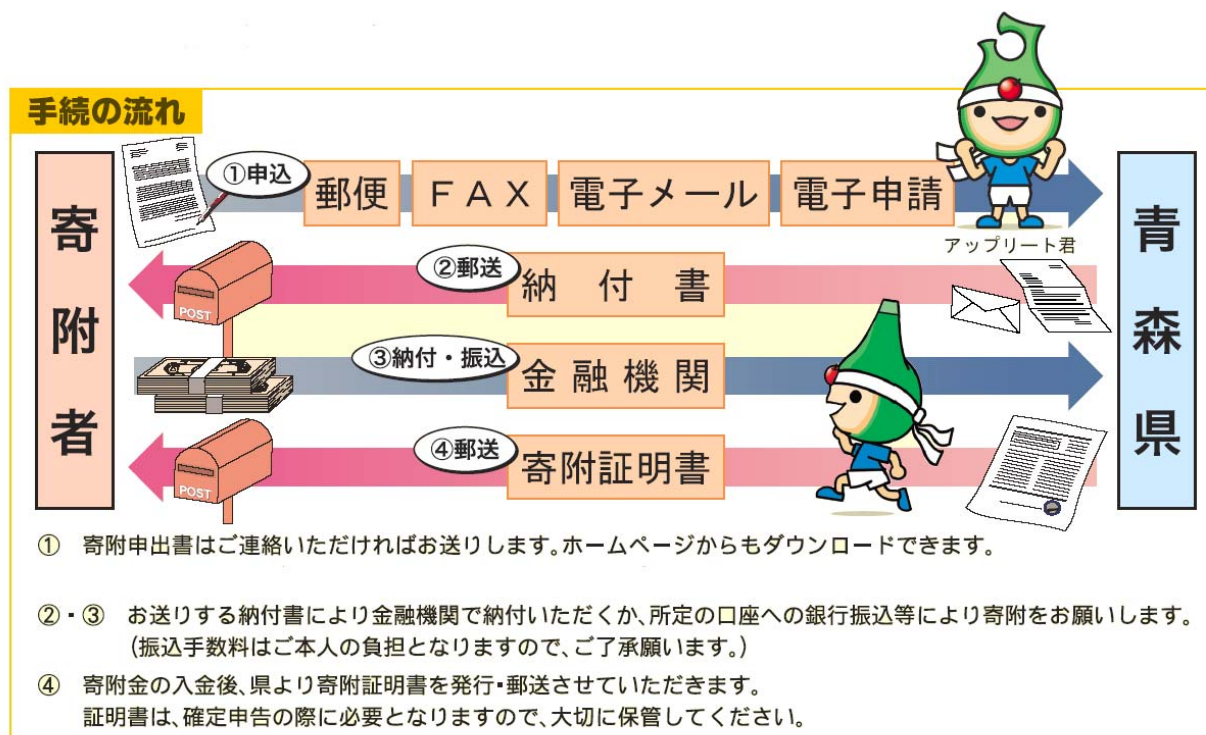 手続の流れ
寄附者
①申込
郵便
ＦＡＸ
電子メール
電子申請
アップリート君
青森県
②郵送
納付書
POST
③納付・振込
金融機関
④郵送
寄附証明書
POST
① 寄附申出書はご連絡いただければお送りします。ホームページからもダウンロードできます。
②・③ お送りする納付書により金融機関で納付いただくか、所定の口座への銀行振込等により寄附をお願いします。
（振込手数料はご本人の負担となりますので、ご了承願います。）
④ 寄附金の入金後、県より寄附証明書を発行・郵送させていただきます。
証明書は、確定申告の際に必要となりますので、大切に保管してください。